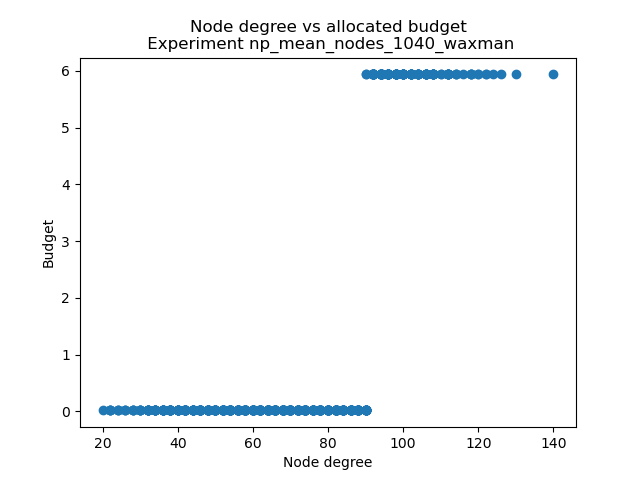 Node degree vs allocated budget
Experiment np_mean_nodes_1040_waxman
6
5
4
3
2
1
0
Budget
20 40 60 80 100 120 140
Node degree